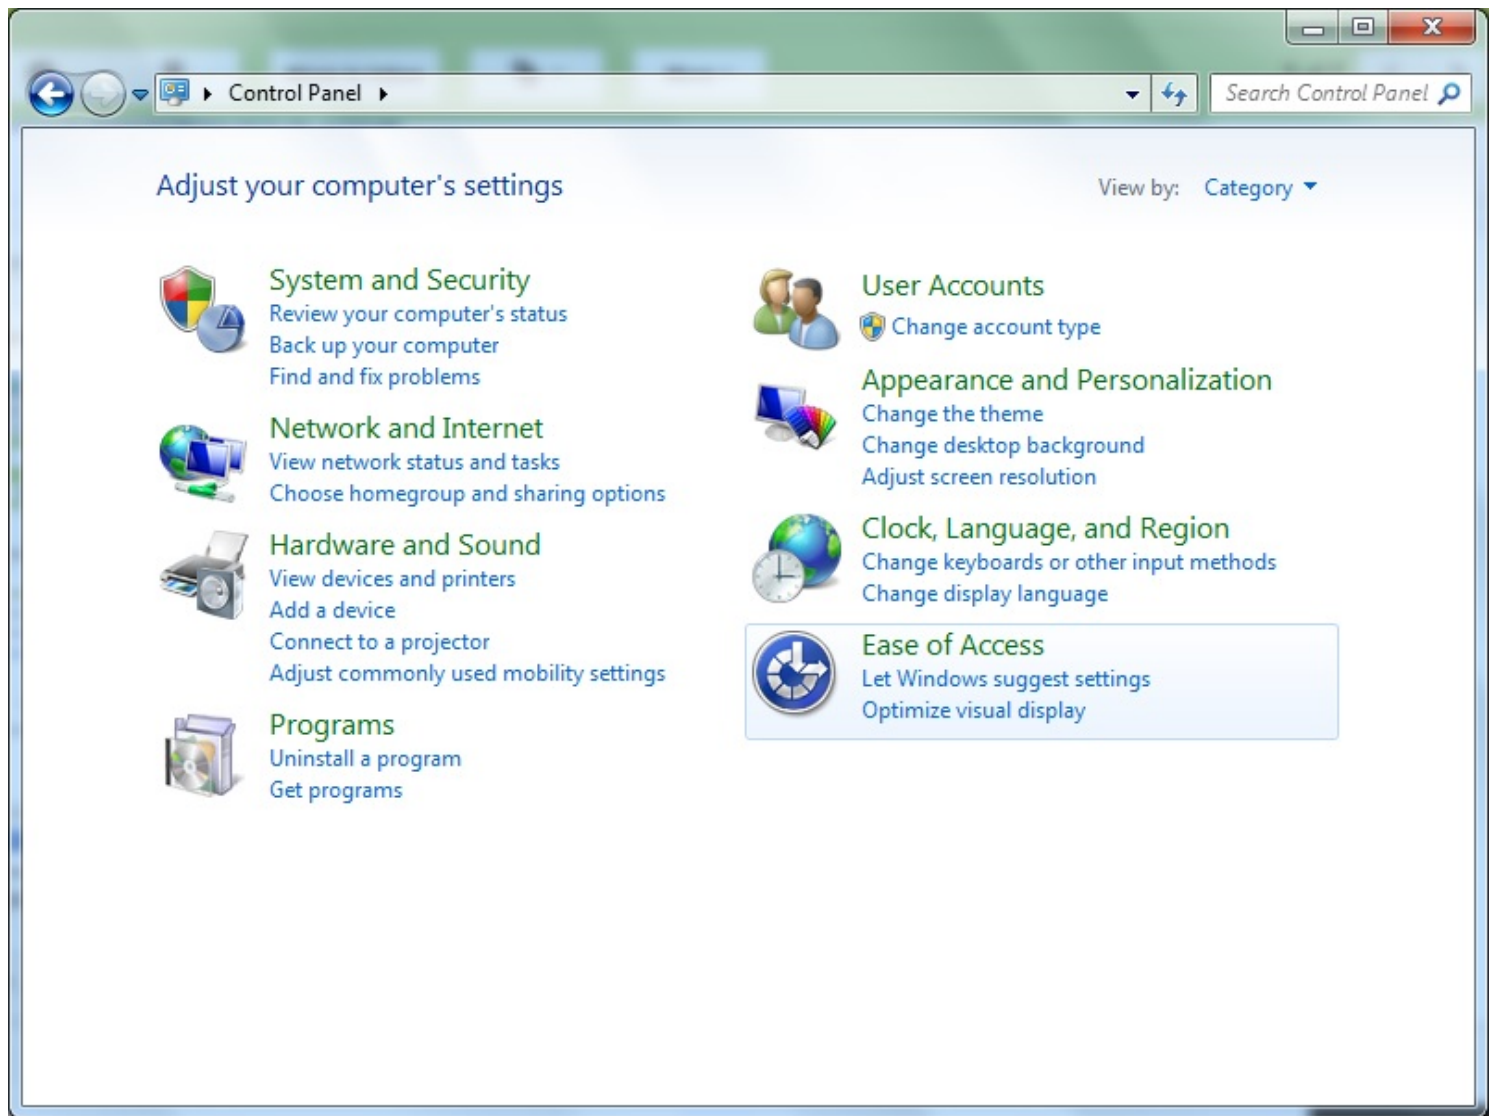 Control Panel
Search Control Panel
Adjust your computer's settings
View by: Category
System and Security
Review your computer's status
Back up your computer
Find and fix problems
Network and Internet
View network status and tasks
Choose homegroup and sharing options
Hardware and Sound
View devices and printers
Add a device
Connect to a projector
Adjust commonly used mobility settings
Programs
Uninstall a program
Get programs
User Accounts
Change account type
Appearance and Personalization
Change the theme
Change desktop background
Adjust screen resolution
Clock, Language, and Region
Change keyboards or other input methods
Change display language
Ease of Access
Let Windows suggest settings
Optimize visual display